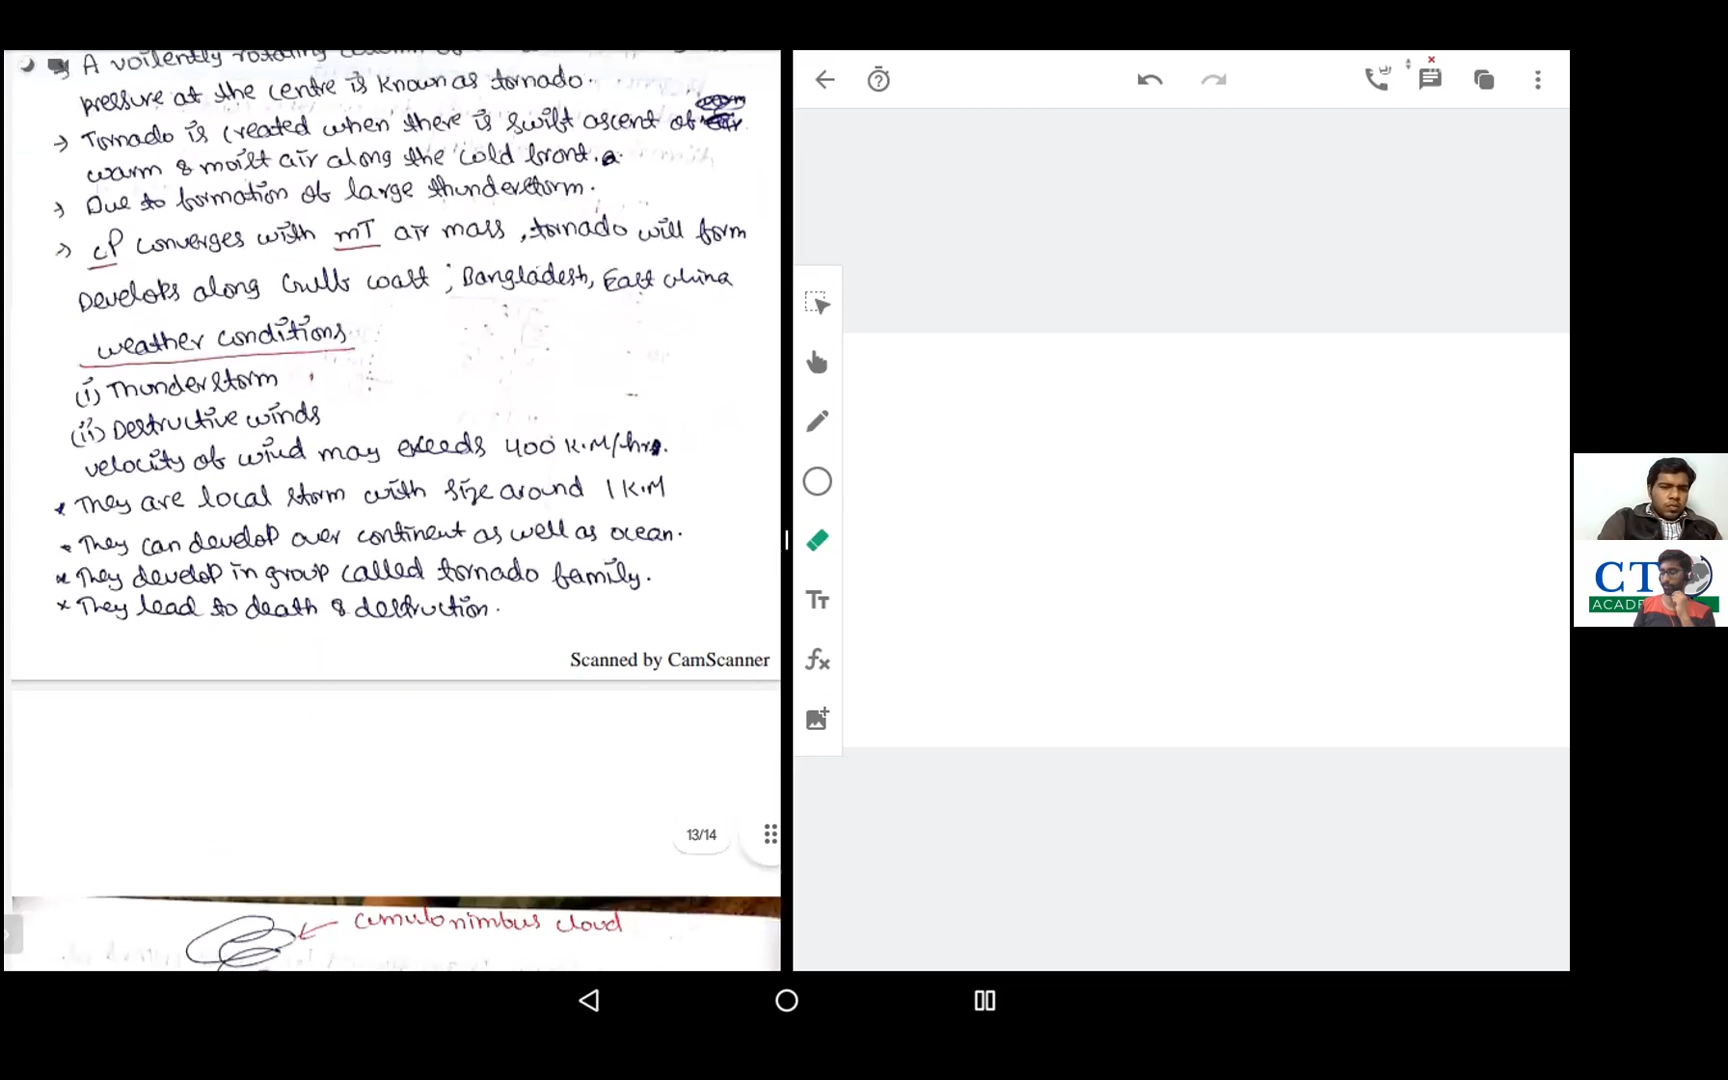 A voilently rotating
pressure at the centre is known as tornado.
→ Tornado is created when there is swift ascent of
warm & moist air along the cold front.
→ Due to formation of large thunderstorm.
→ cP converges with mT air mass, tornado will form
Develops along Gulf coast ; Bangladesh, East china
weather conditions
(i) Thunderstorm
(ii) Destructive winds
velocity of wind may exceeds 400 K.M/hrs.
* They are local storm with size around 1 K.M
* They can develop over continent as well as ocean.
* They develop in group called tornado family.
* They lead to death & destruction.
Scanned by CamScanner
13/14
cumulonimbus cloud
TT
fx
CT
ACAD